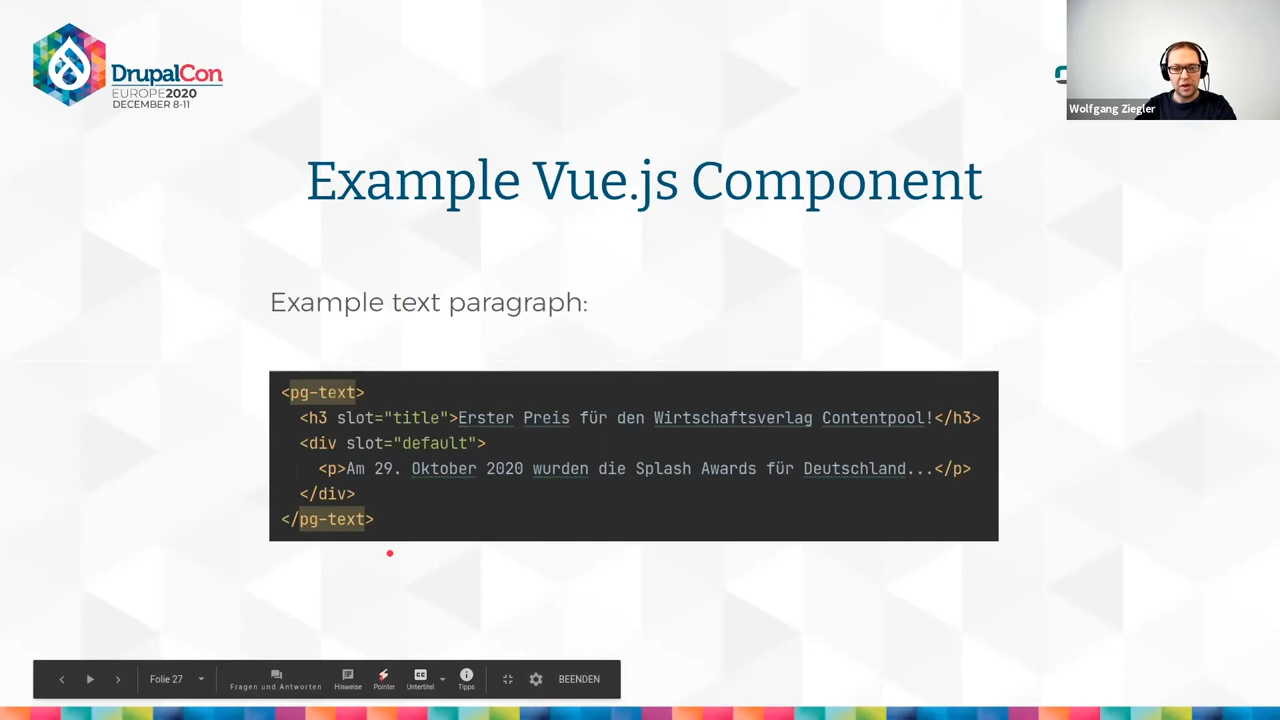 DrupalCon
EUROPE2020
DECEMBER 8-11
Wolfgang Ziegler
Example Vue.js Component
Example text paragraph:
<pg-text>
<h3 slot="title">Erster Preis für den Wirtschaftsverlag Contentpool!</h3>
<div slot="default">
<p>Am 29. Oktober 2020 wurden die Splash Awards für Deutschland...</p>
</div>
</pg-text>
Folie 27
Fragen und Antworten
Hinweise
Pointer
CC
Untertitel
Tipps
BEENDEN